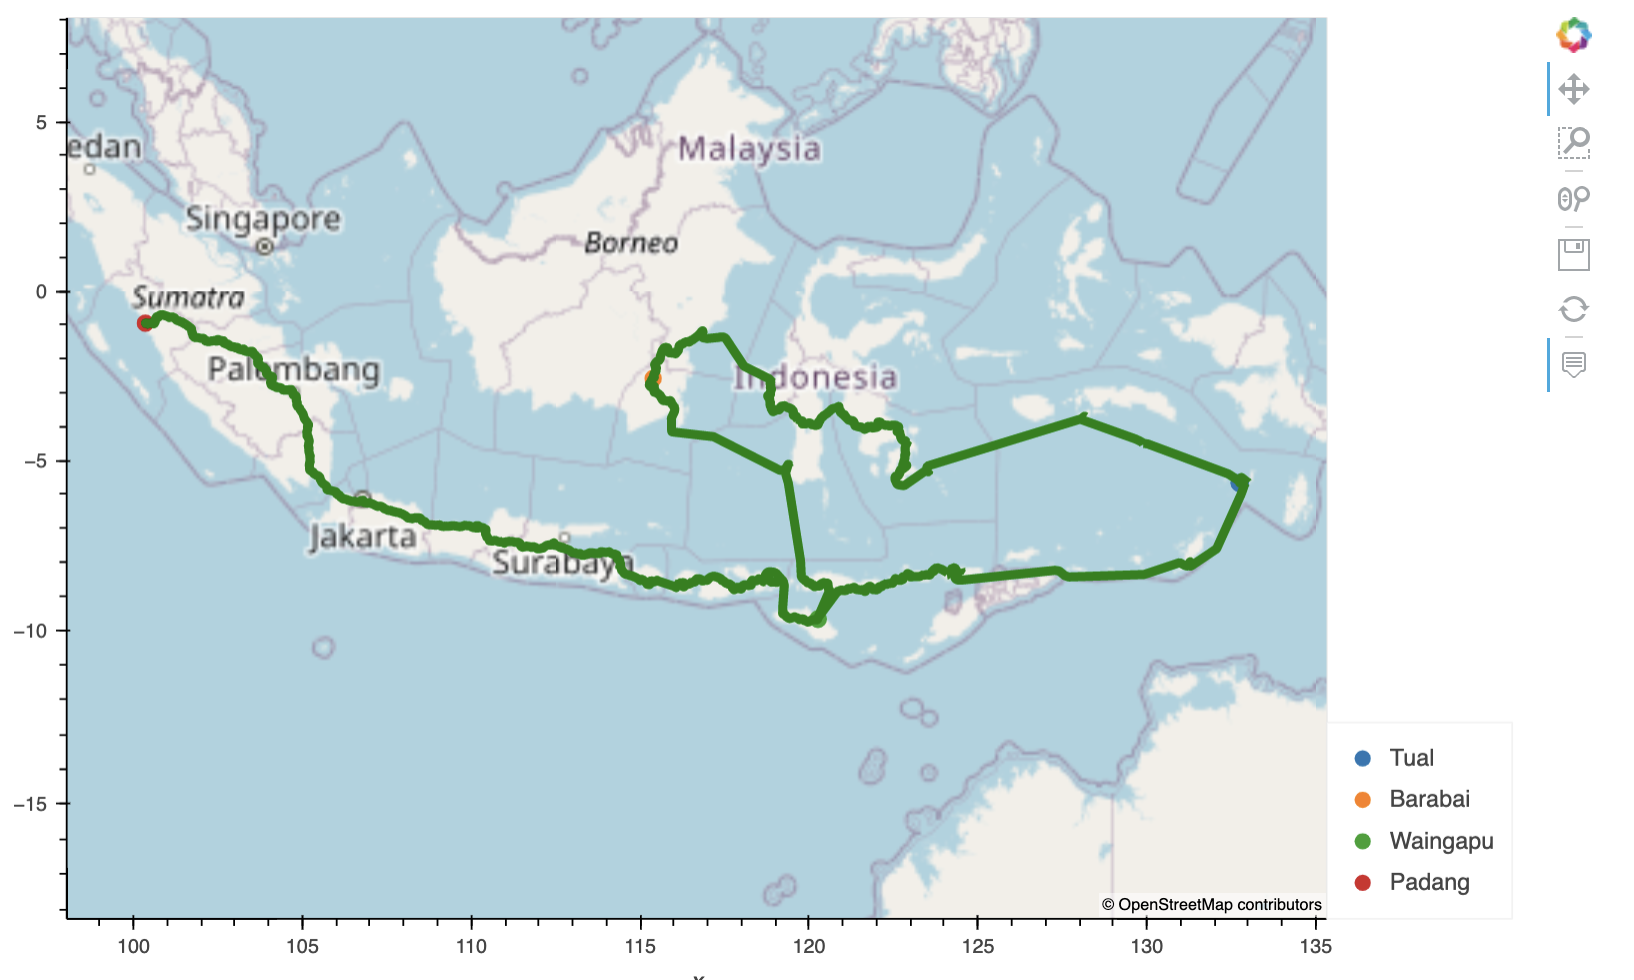 5
0
−5
−10
−15
edan
Singapore
Sumatra
Palembang
Jakarta
Surabaya
Malaysia
Borneo
Indonesia
© OpenStreetMap contributors
100
105
110
115
120
125
130
135
x
Tual
Barabai
Waingapu
Padang